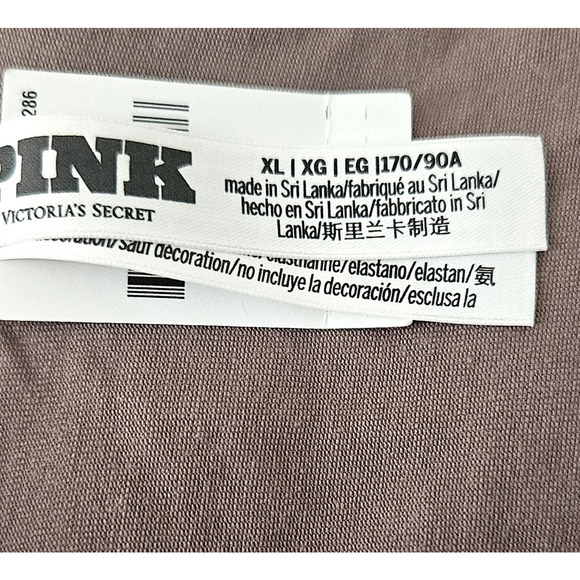 286
PINK
VICTORIA'S SECRET
XL | XG | EG |170/90A
made in Sri Lanka/fabriqué au Sri Lanka/
hecho en Sri Lanka/fabbricato in Sri
Lanka/斯里兰卡制造
/elastano/elastan/氨
decoration/sauf décoration/no incluye la decoración/esclusa la